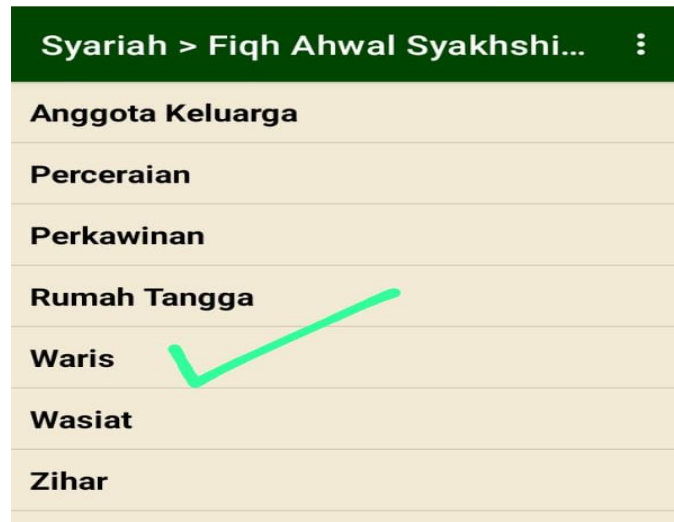 Syariah > Fiqh Ahwal Syakhshi...
Anggota Keluarga
Perceraian
Perkawinan
Rumah Tangga
Waris
Wasiat
Zihar